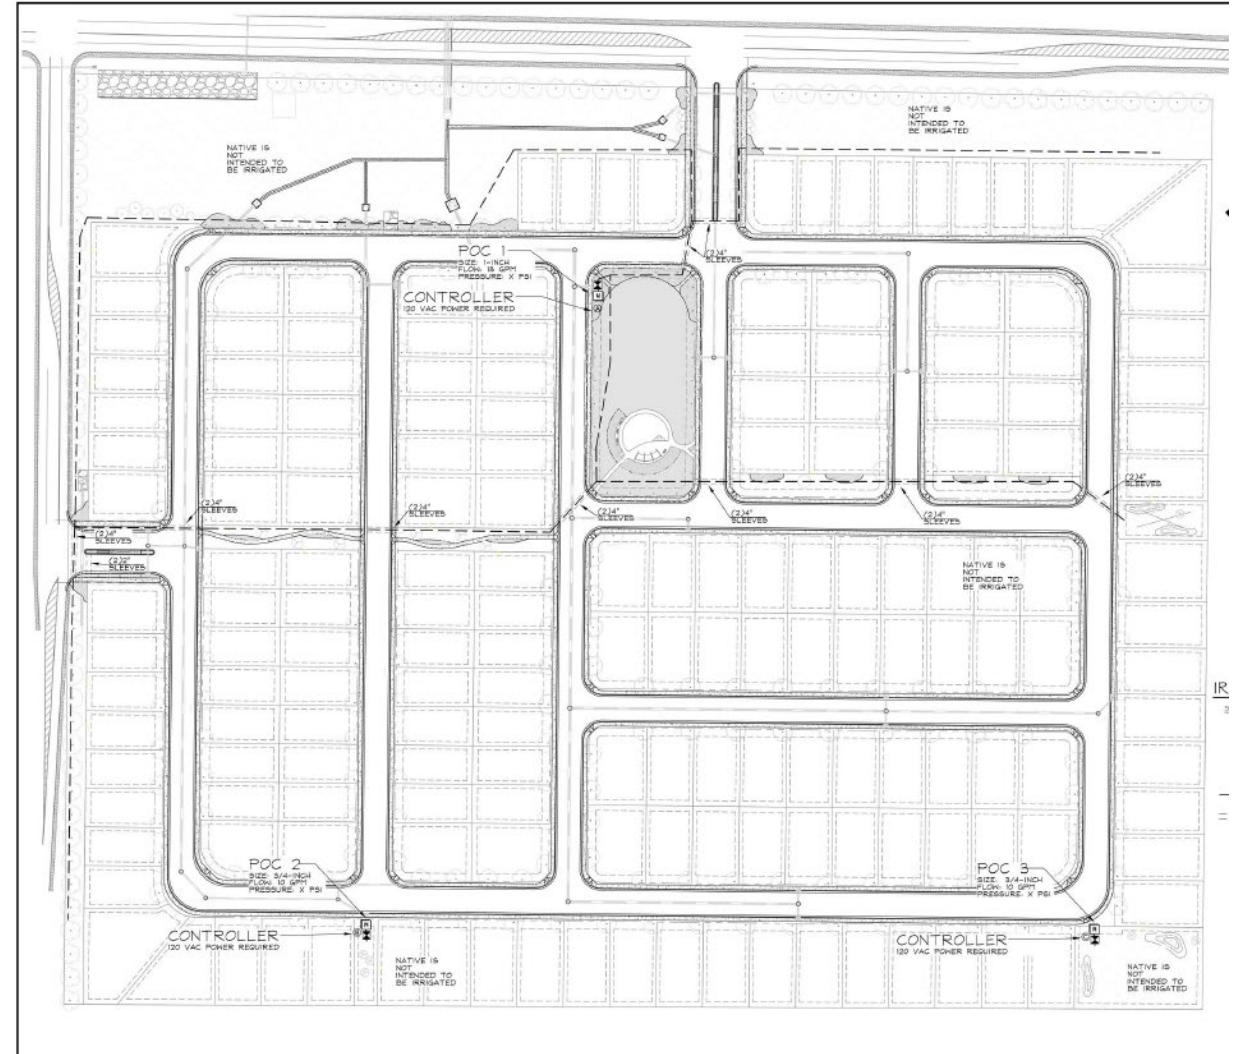 NATIVE IS
NOT
INTENDED TO
BE IRRIGATED
NATIVE IS
NOT
INTENDED TO
BE IRRIGATED
POC 1
SIZE: 1-INCH
FLOW: 18 GPM
PRESSURE: X PSI
CONTROLLER
120 VAC POWER REQUIRED
(2)4"
SLEEVES
(2)4"
SLEEVES
(2)4"
SLEEVES
(2)4"
SLEEVES
(2)4"
SLEEVES
(2)4"
SLEEVES
(2)4"
SLEEVES
(2)4"
SLEEVES
(2)2"
SLEEVES
NATIVE IS
NOT
INTENDED TO
BE IRRIGATED
IR
POC 2
SIZE: 3/4-INCH
FLOW: 10 GPM
PRESSURE: X PSI
POC 3
SIZE: 3/4-INCH
FLOW: 10 GPM
PRESSURE: X PSI
CONTROLLER
120 VAC POWER REQUIRED
CONTROLLER
120 VAC POWER REQUIRED
NATIVE IS
NOT
INTENDED TO
BE IRRIGATED
NATIVE IS
NOT
INTENDED TO
BE IRRIGATED